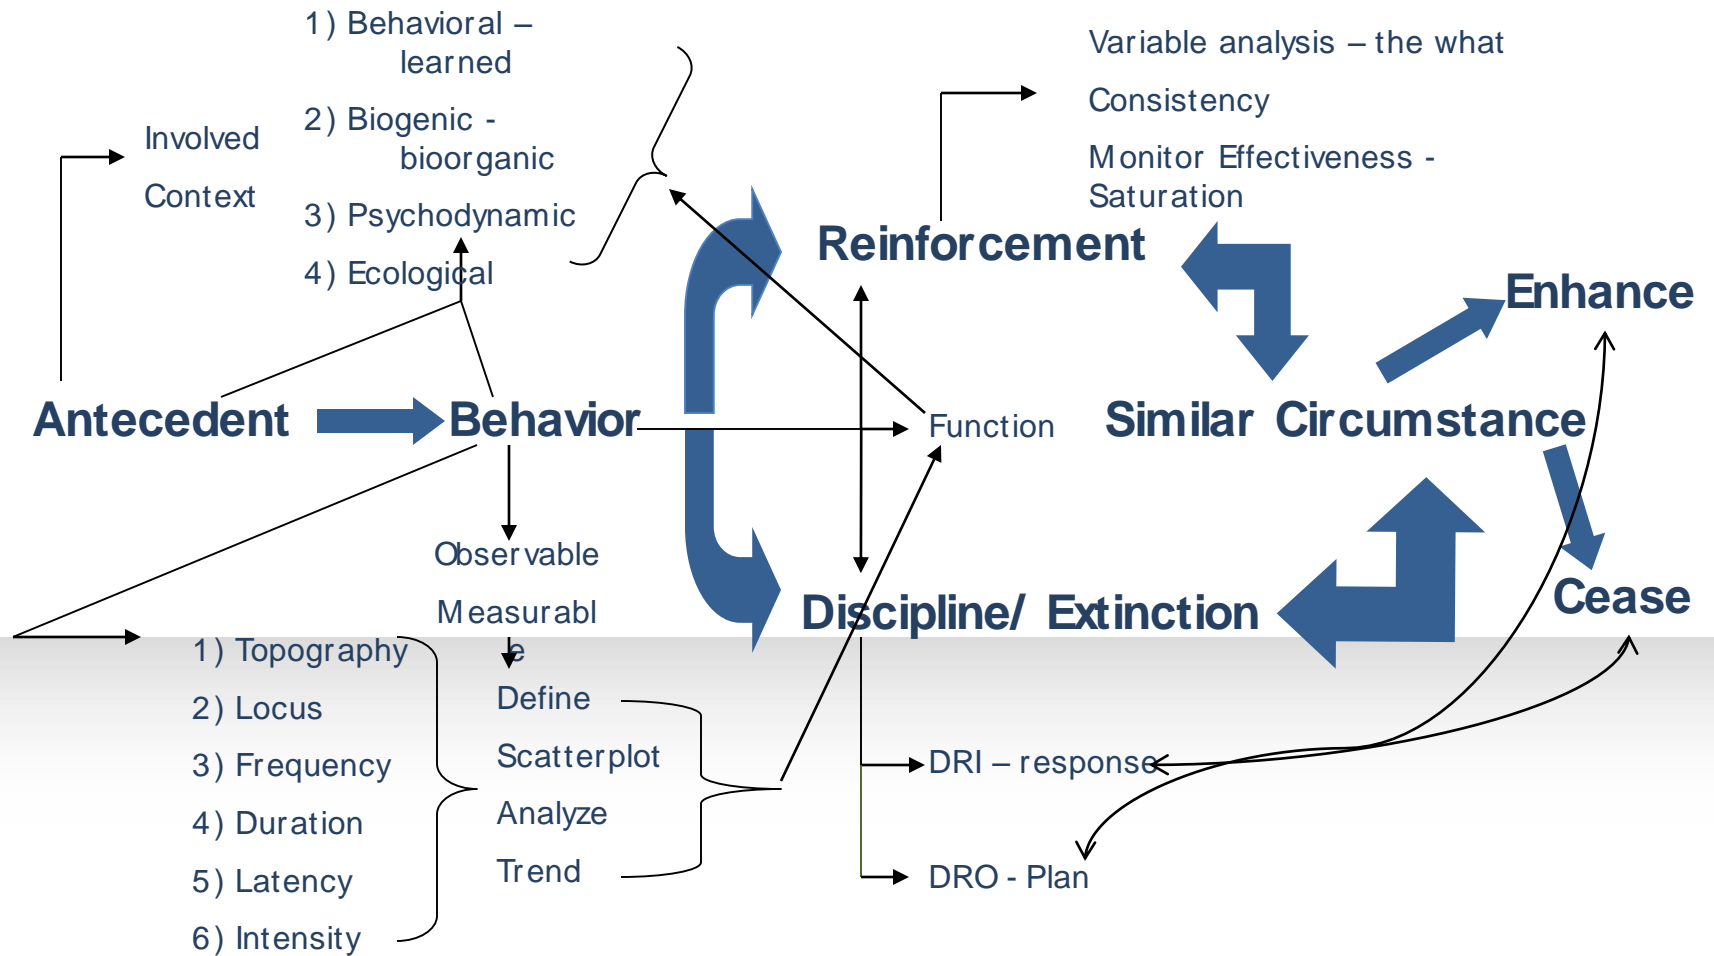 1) Behavioral –
learned
2) Biogenic -
bioorganic
3) Psychodynamic
4) Ecological
Involved
Context
Variable analysis – the what
Consistency
Monitor Effectiveness -
Saturation
Reinforcement
Enhance
Antecedent
Behavior
Function
Similar Circumstance
Observable
Measurabl
e
Discipline/ Extinction
Cease
1) Topography
2) Locus
3) Frequency
4) Duration
5) Latency
6) Intensity
Define
Scatterplot
Analyze
Trend
DRI – response
DRO - Plan